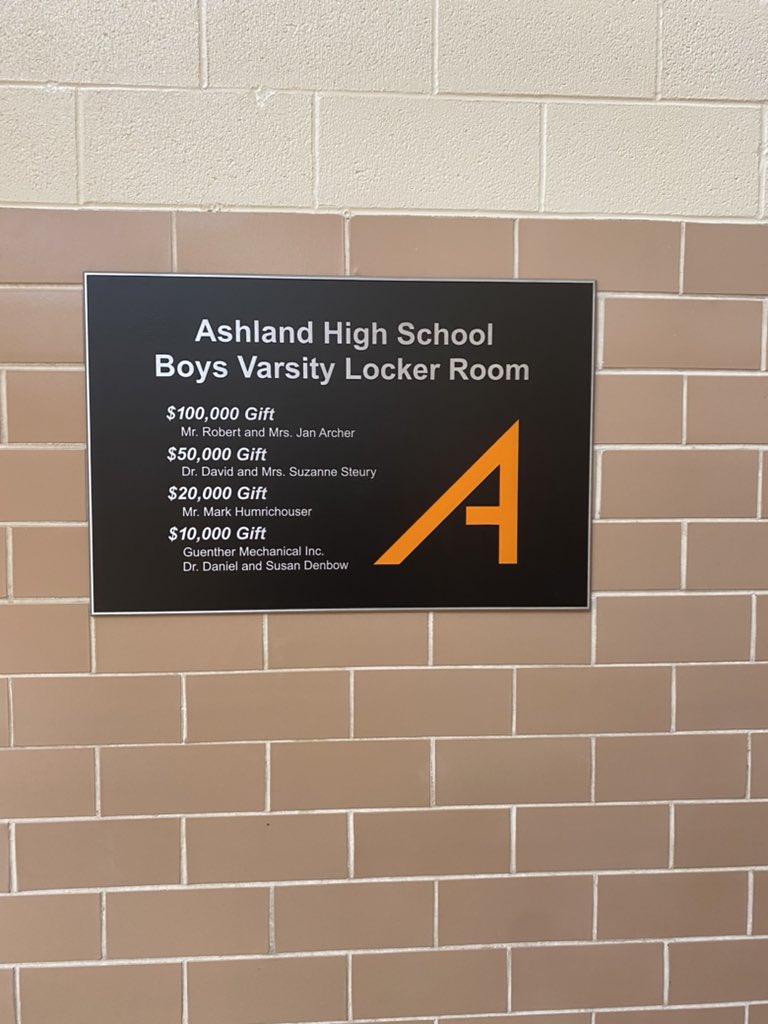 Ashland High School
Boys Varsity Locker Room
$100,000 Gift
Mr. Robert and Mrs. Jan Archer
$50,000 Gift
Dr. David and Mrs. Suzanne Steury
$20,000 Gift
Mr. Mark Humrichouser
$10,000 Gift
Guenther Mechanical Inc.
Dr. Daniel and Susan Denbow
A